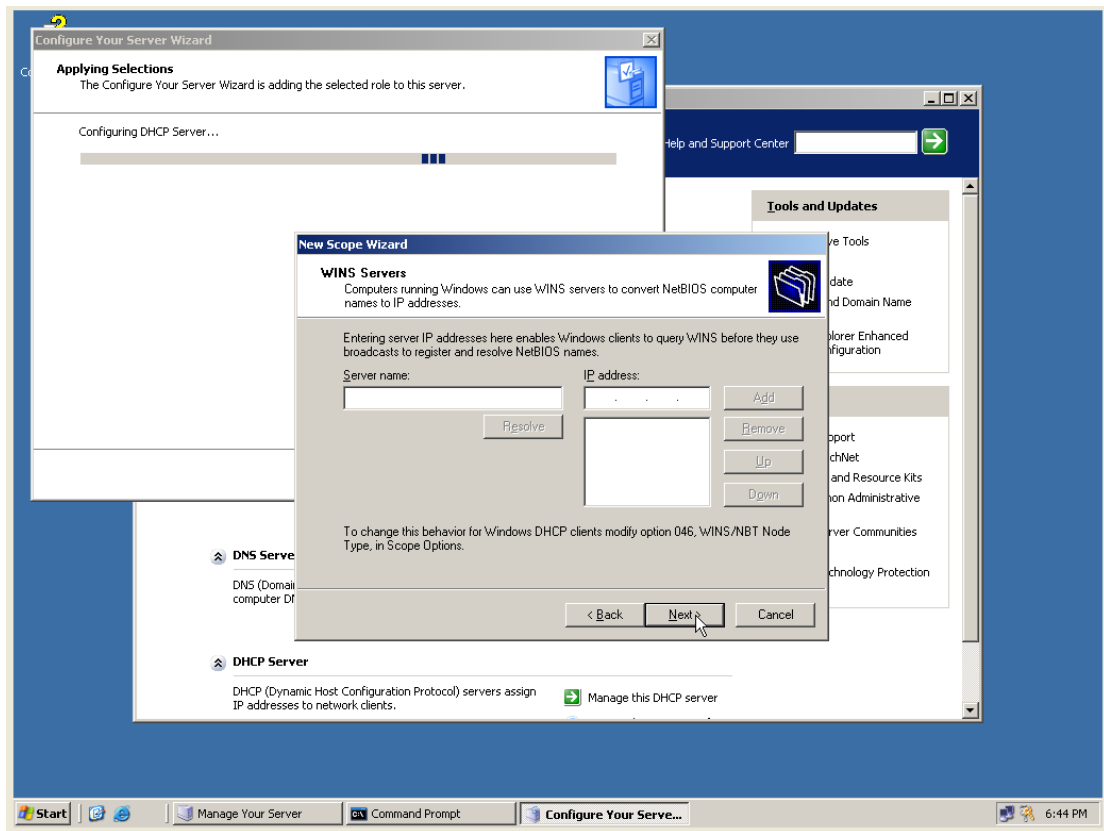 Configure Your Server Wizard
Applying Selections
The Configure Your Server Wizard is adding the selected role to this server.
Configuring DHCP Server...
Help and Support Center
Tools and Updates
ve Tools
date
nd Domain Name
plorer Enhanced
nfiguration
New Scope Wizard
WINS Servers
Computers running Windows can use WINS servers to convert NetBIOS computer
names to IP addresses.
Entering server IP addresses here enables Windows clients to query WINS before they use
broadcasts to register and resolve NetBIOS names.
Server name:
IP address:
Add
Resolve
Remove
Up
Down
To change this behavior for Windows DHCP clients modify option 046, WINS/NBT Node
Type, in Scope Options.
< Back
Next >
Cancel
pport
chNet
and Resource Kits
mon Administrative
rver Communities
chnology Protection
DNS Serve
DNS (Domai
computer DN
DHCP Server
DHCP (Dynamic Host Configuration Protocol) servers assign
IP addresses to network clients.
Manage this DHCP server
Start
Manage Your Server
Command Prompt
Configure Your Serve...
6:44 PM